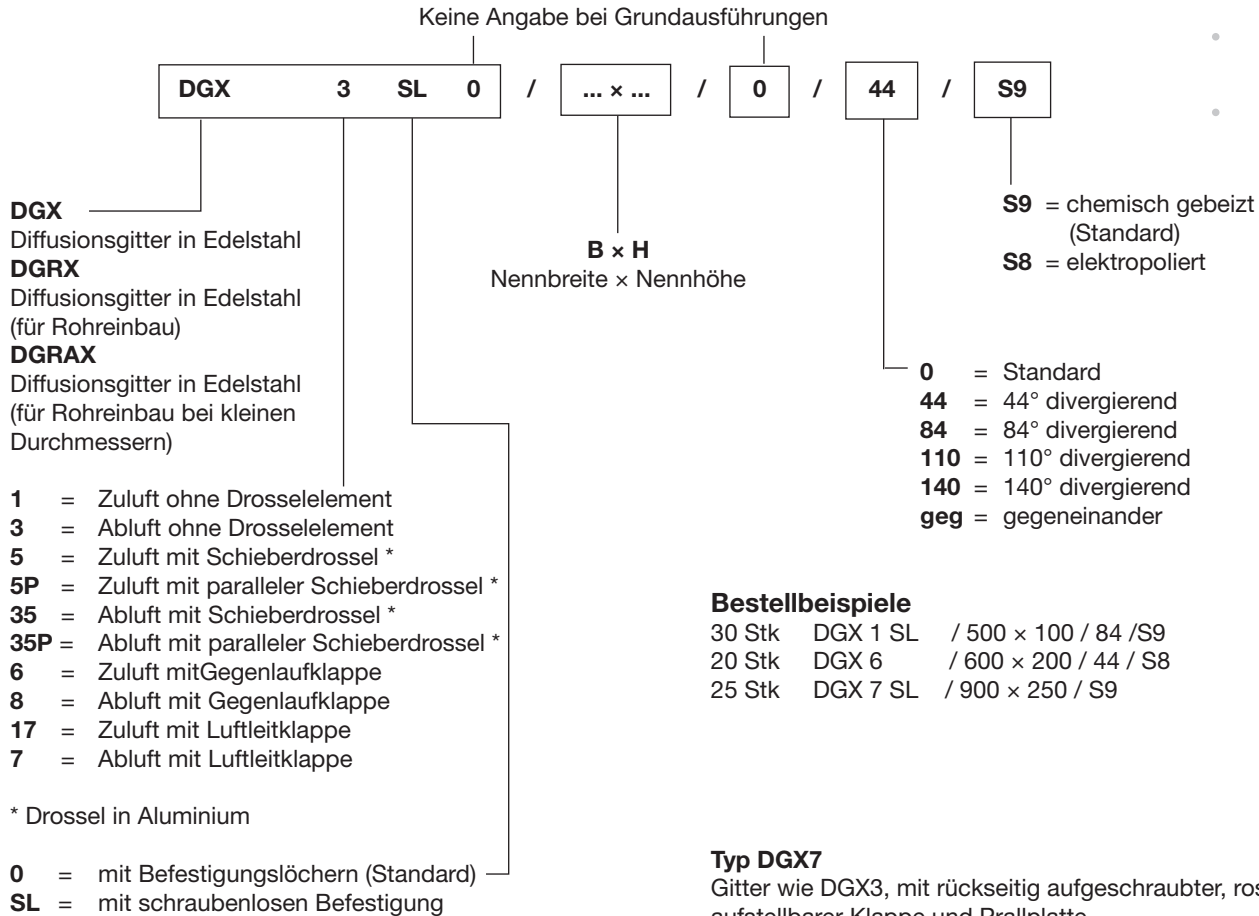 Keine Angabe bei Grundausführungen
DGX 3 SL 0 / ... × ... / 0 / 44 / S9
DGX
Diffusionsgitter in Edelstahl
DGRX
Diffusionsgitter in Edelstahl
(für Rohreinbau)
DGRAX
Diffusionsgitter in Edelstahl
(für Rohreinbau bei kleinen
Durchmessern)
B × H
Nennbreite × Nennhöhe
S9 = chemisch gebeizt
(Standard)
S8 = elektropoliert
0 = Standard
44 = 44° divergierend
84 = 84° divergierend
110 = 110° divergierend
140 = 140° divergierend
geg = gegeneinander
1 = Zuluft ohne Drosselelement
3 = Abluft ohne Drosselelement
5 = Zuluft mit Schieberdrossel *
5P = Zuluft mit paralleler Schieberdrossel *
35 = Abluft mit Schieberdrossel *
35P = Abluft mit paralleler Schieberdrossel *
6 = Zuluft mitGegenlaufklappe
8 = Abluft mit Gegenlaufklappe
17 = Zuluft mit Luftleitklappe
7 = Abluft mit Luftleitklappe
* Drossel in Aluminium
0 = mit Befestigungslöchern (Standard)
SL = mit schraubenlosen Befestigung
Bestellbeispiele
30 Stk DGX 1 SL / 500 × 100 / 84 /S9
20 Stk DGX 6 / 600 × 200 / 44 / S8
25 Stk DGX 7 SL / 900 × 250 / S9
Typ DGX7
Gitter wie DGX3, mit rückseitig aufgeschraubter,